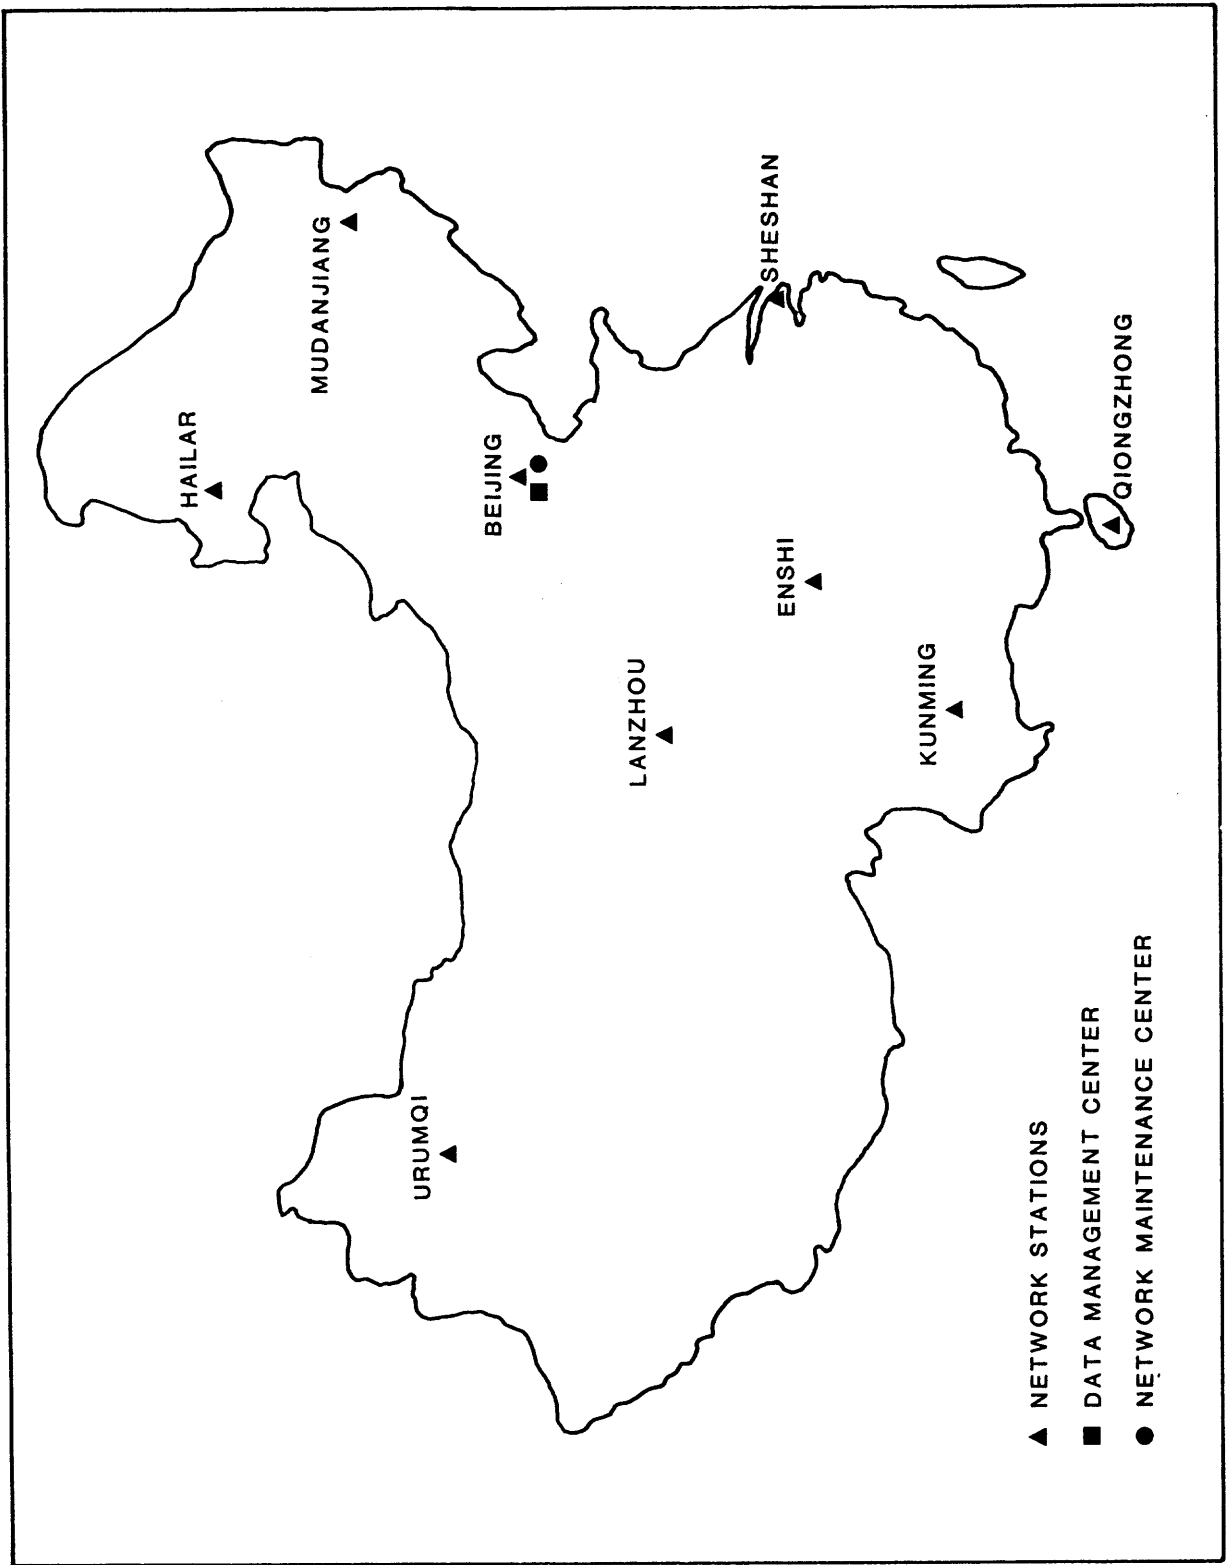 HAILAR
MUDANJIANG
URUMQI
BEIJING
LANZHOU
SHESHAN
ENSHI
KUNMING
QIONGZHONG
NETWORK STATIONS
DATA MANAGEMENT CENTER
NETWORK MAINTENANCE CENTER